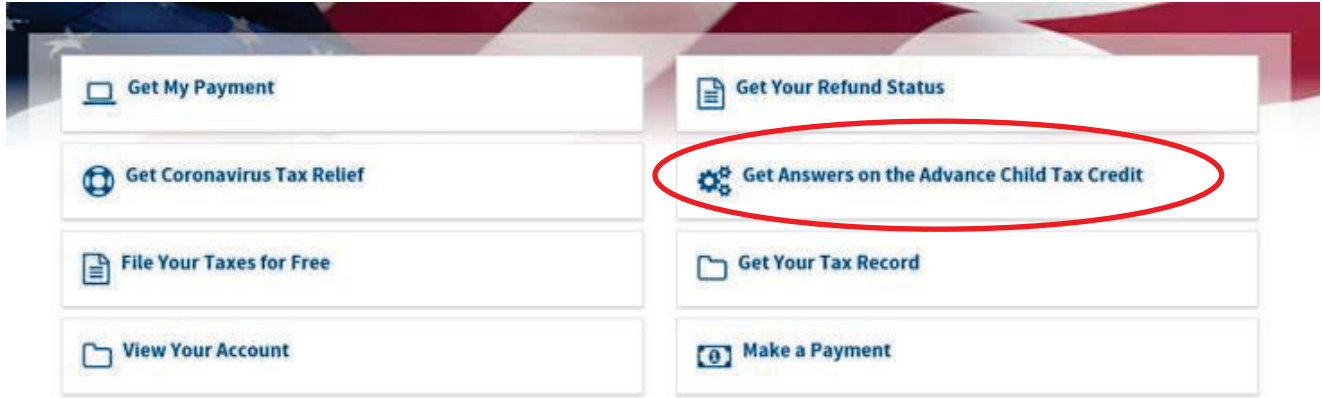 Get My Payment
Get Your Refund Status
Get Coronavirus Tax Relief
Get Answers on the Advance Child Tax Credit
File Your Taxes for Free
Get Your Tax Record
View Your Account
Make a Payment